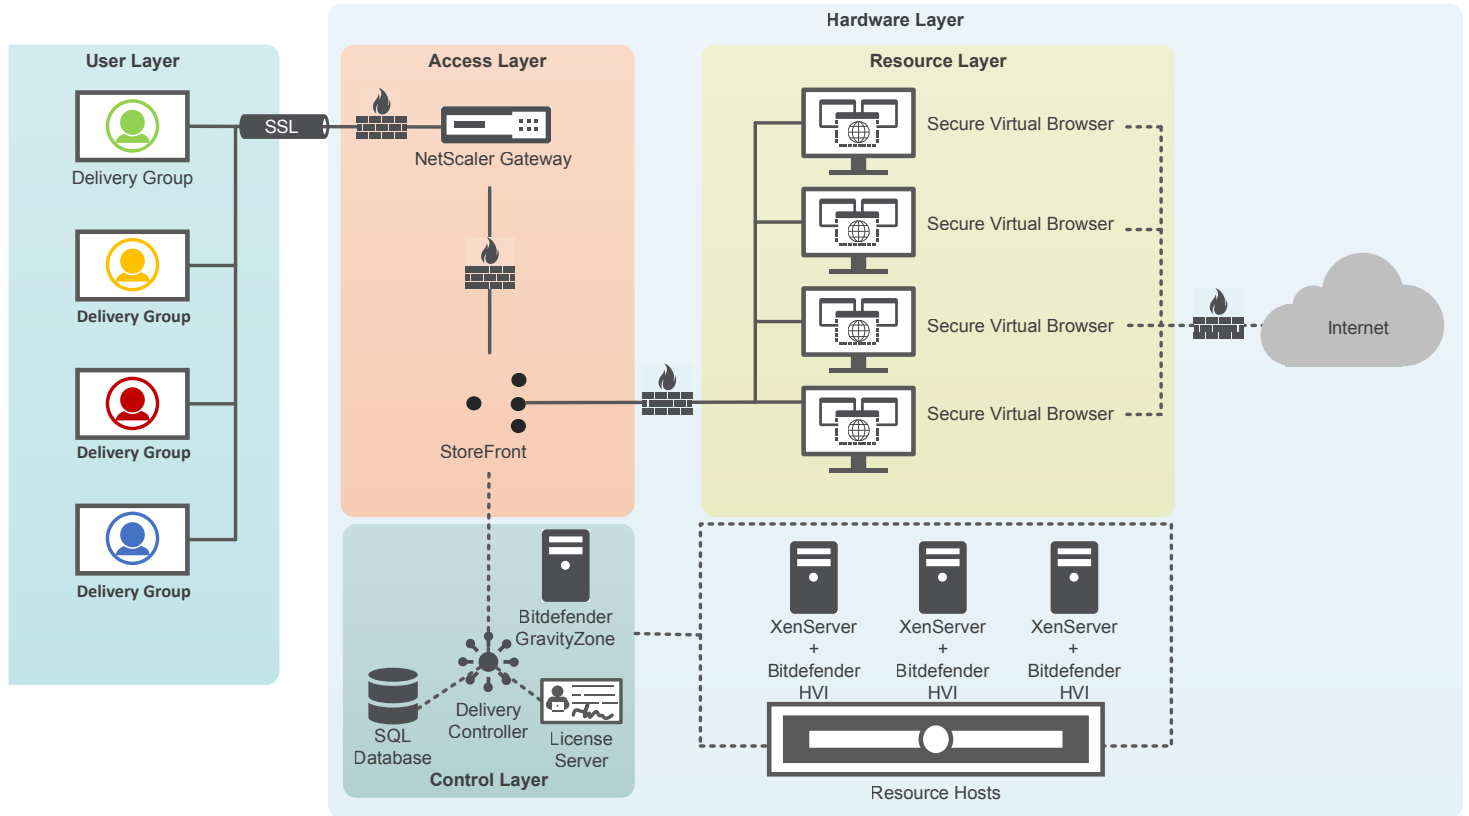 Hardware Layer
User Layer
Access Layer
Resource Layer
SSL
NetScaler Gateway
Delivery Group
Delivery Group
Delivery Group
Delivery Group
StoreFront
Secure Virtual Browser
Secure Virtual Browser
Secure Virtual Browser
Secure Virtual Browser
Internet
Bitdefender
GravityZone
Delivery
Controller
SQL
Database
License
Server
Control Layer
XenServer
+
Bitdefender
HVI
XenServer
+
Bitdefender
HVI
XenServer
+
Bitdefender
HVI
Resource Hosts